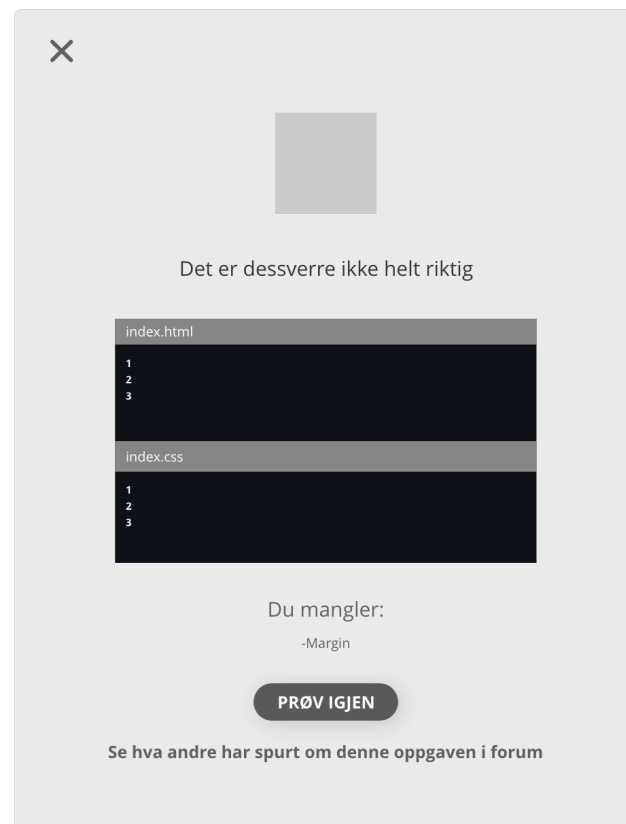 Det er dessverre ikke helt riktig
index.html
1
2
3
index.css
1
2
3
Du mangler:
-Margin
PRØV IGJEN
Se hva andre har spurt om denne oppgaven i forum